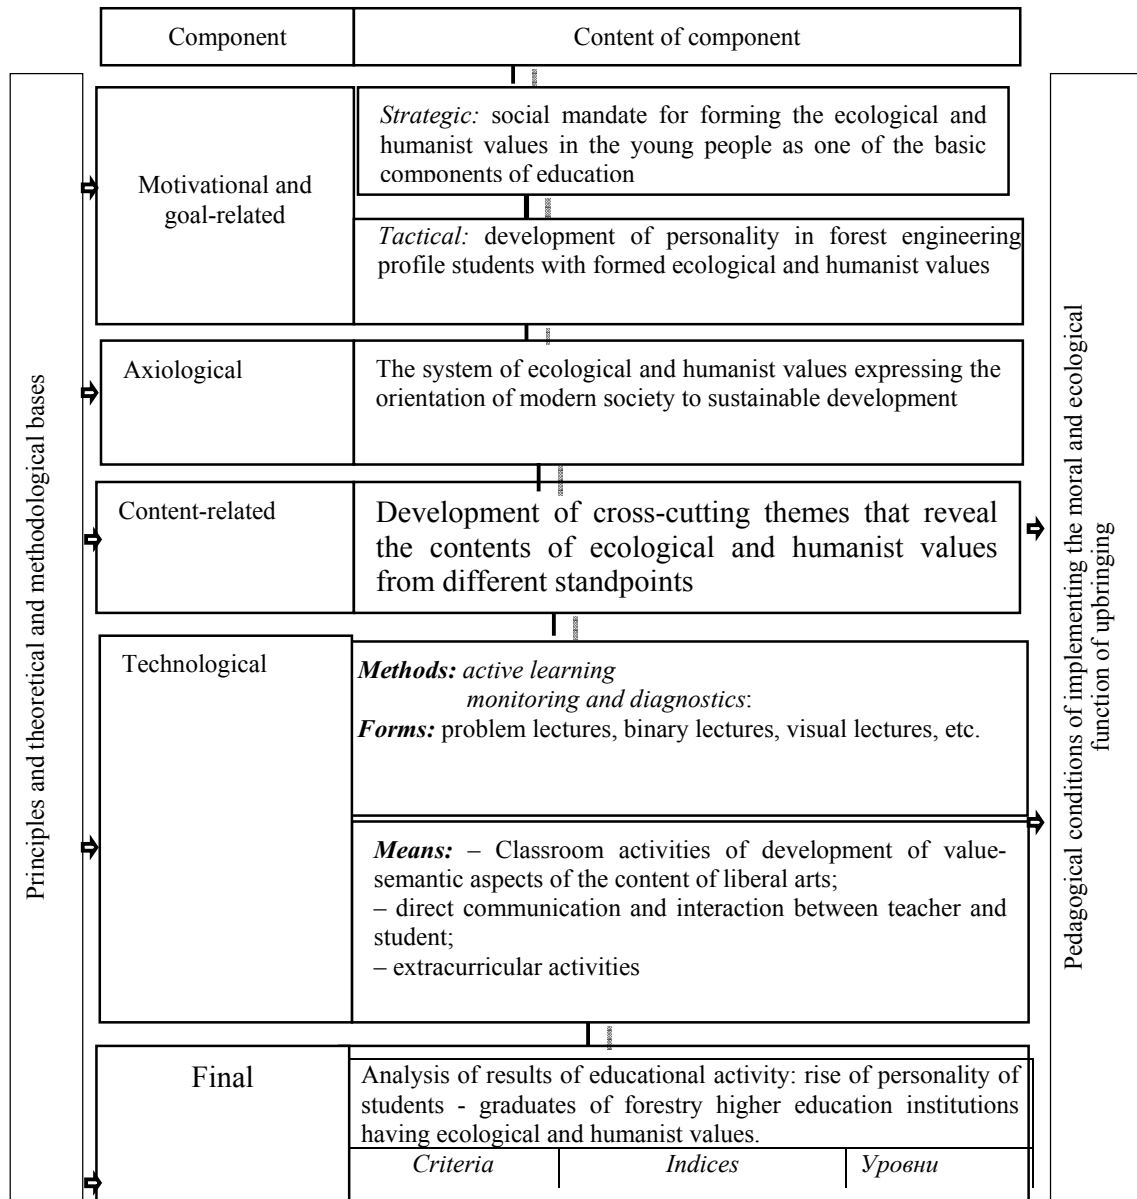 Component
Content of component
Principles and theoretical and methodological bases
Motivational and
goal-related
Strategic: social mandate for forming the ecological and
humanist values in the young people as one of the basic
components of education
Tactical: development of personality in forest engineering
profile students with formed ecological and humanist values
Axiological
The system of ecological and humanist values expressing the
orientation of modern society to sustainable development
Content-related
Development of cross-cutting themes that reveal
the contents of ecological and humanist values
from different standpoints
Technological
Methods: active learning
monitoring and diagnostics:
Forms: problem lectures, binary lectures, visual lectures, etc.
Means: – Classroom activities of development of value-
semantic aspects of the content of liberal arts;
– direct communication and interaction between teacher and
student;
– extracurricular activities
Final
Analysis of results of educational activity: rise of personality of
students - graduates of forestry higher education institutions
having ecological and humanist values.
Criteria
Indices
Уровни
Pedagogical conditions of implementing the moral and ecological
function of upbringing